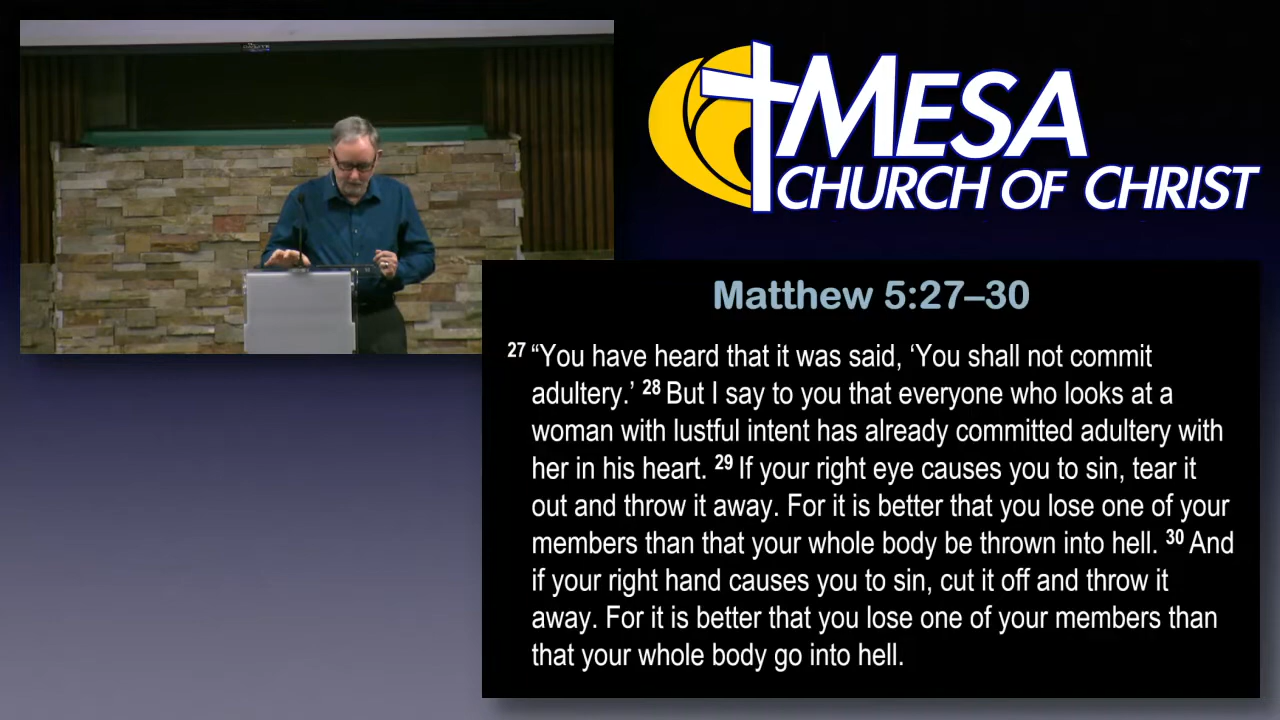 MESA
CHURCH OF CHRIST
Matthew 5:27–30
27 “You have heard that it was said, ‘You shall not commit
adultery.’ 28 But I say to you that everyone who looks at a
woman with lustful intent has already committed adultery with
her in his heart. 29 If your right eye causes you to sin, tear it
out and throw it away. For it is better that you lose one of your
members than that your whole body be thrown into hell. 30 And
if your right hand causes you to sin, cut it off and throw it
away. For it is better that you lose one of your members than
that your whole body go into hell.